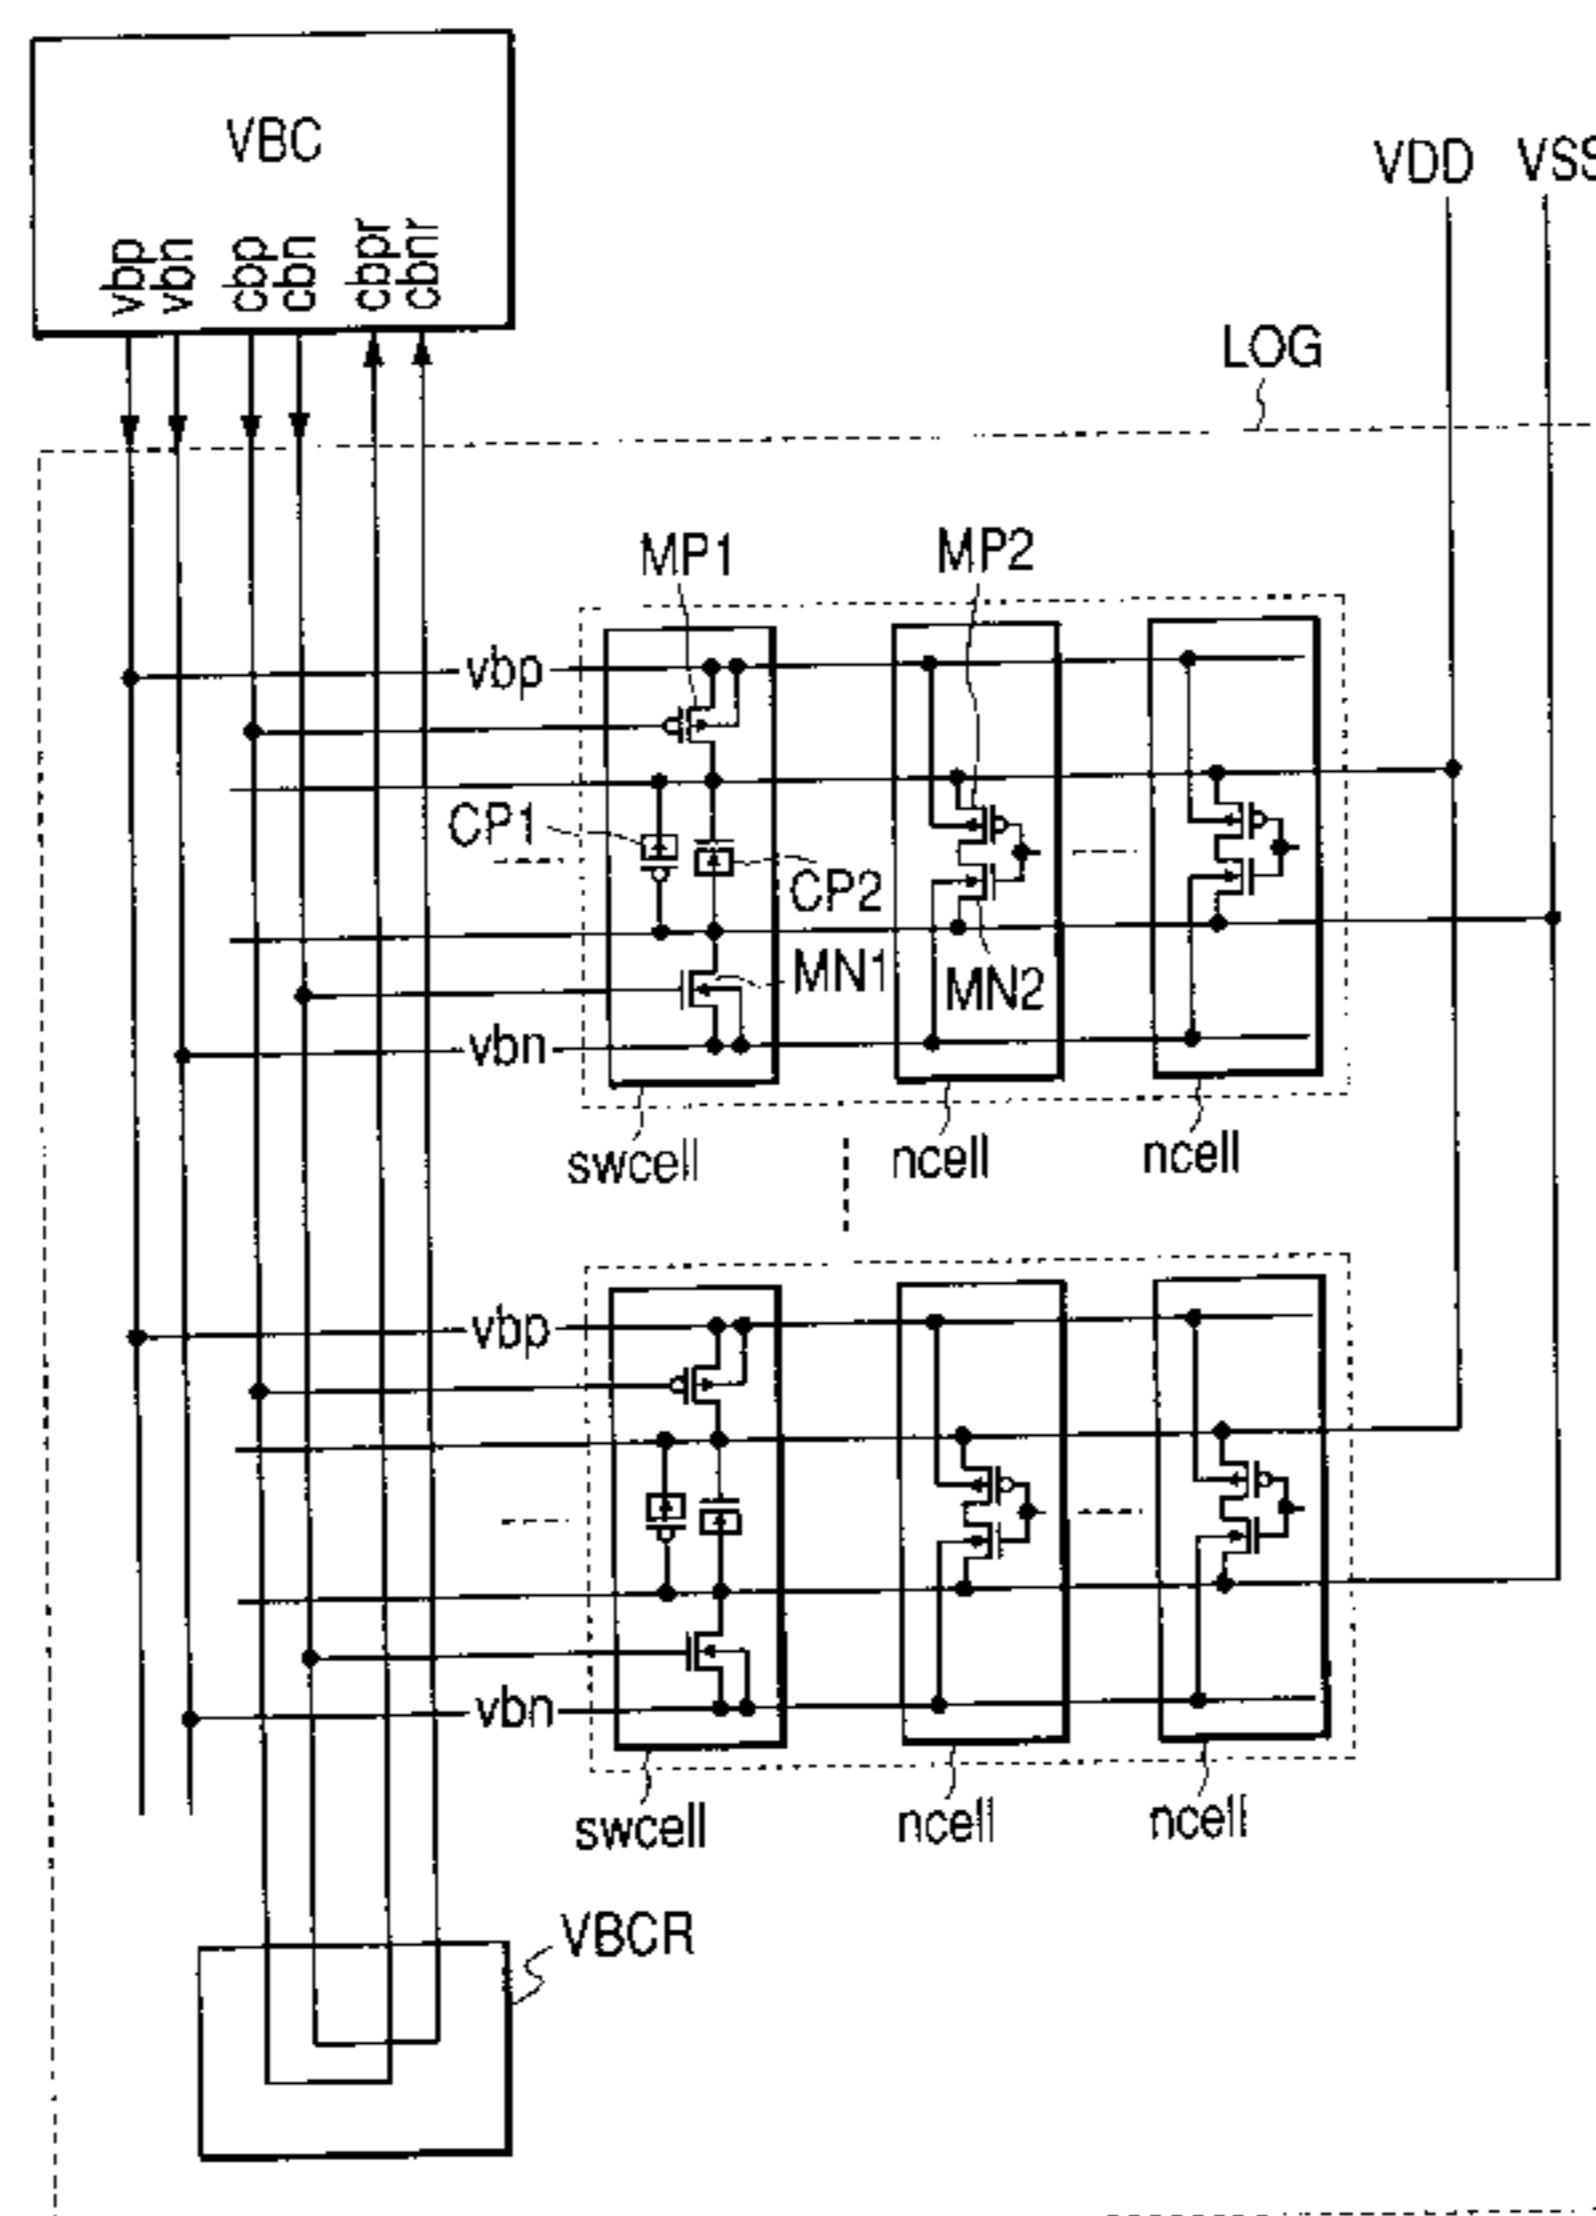 VBC
vbp vbn cbp cbn cbpr cbnr
VDD VSS
LOG
MP1 MP2
vbp
CP1
CP2
MN1 MN2
vbn
swcell ncell ncell
vbp
vbn
swcell ncell ncell
VBCR